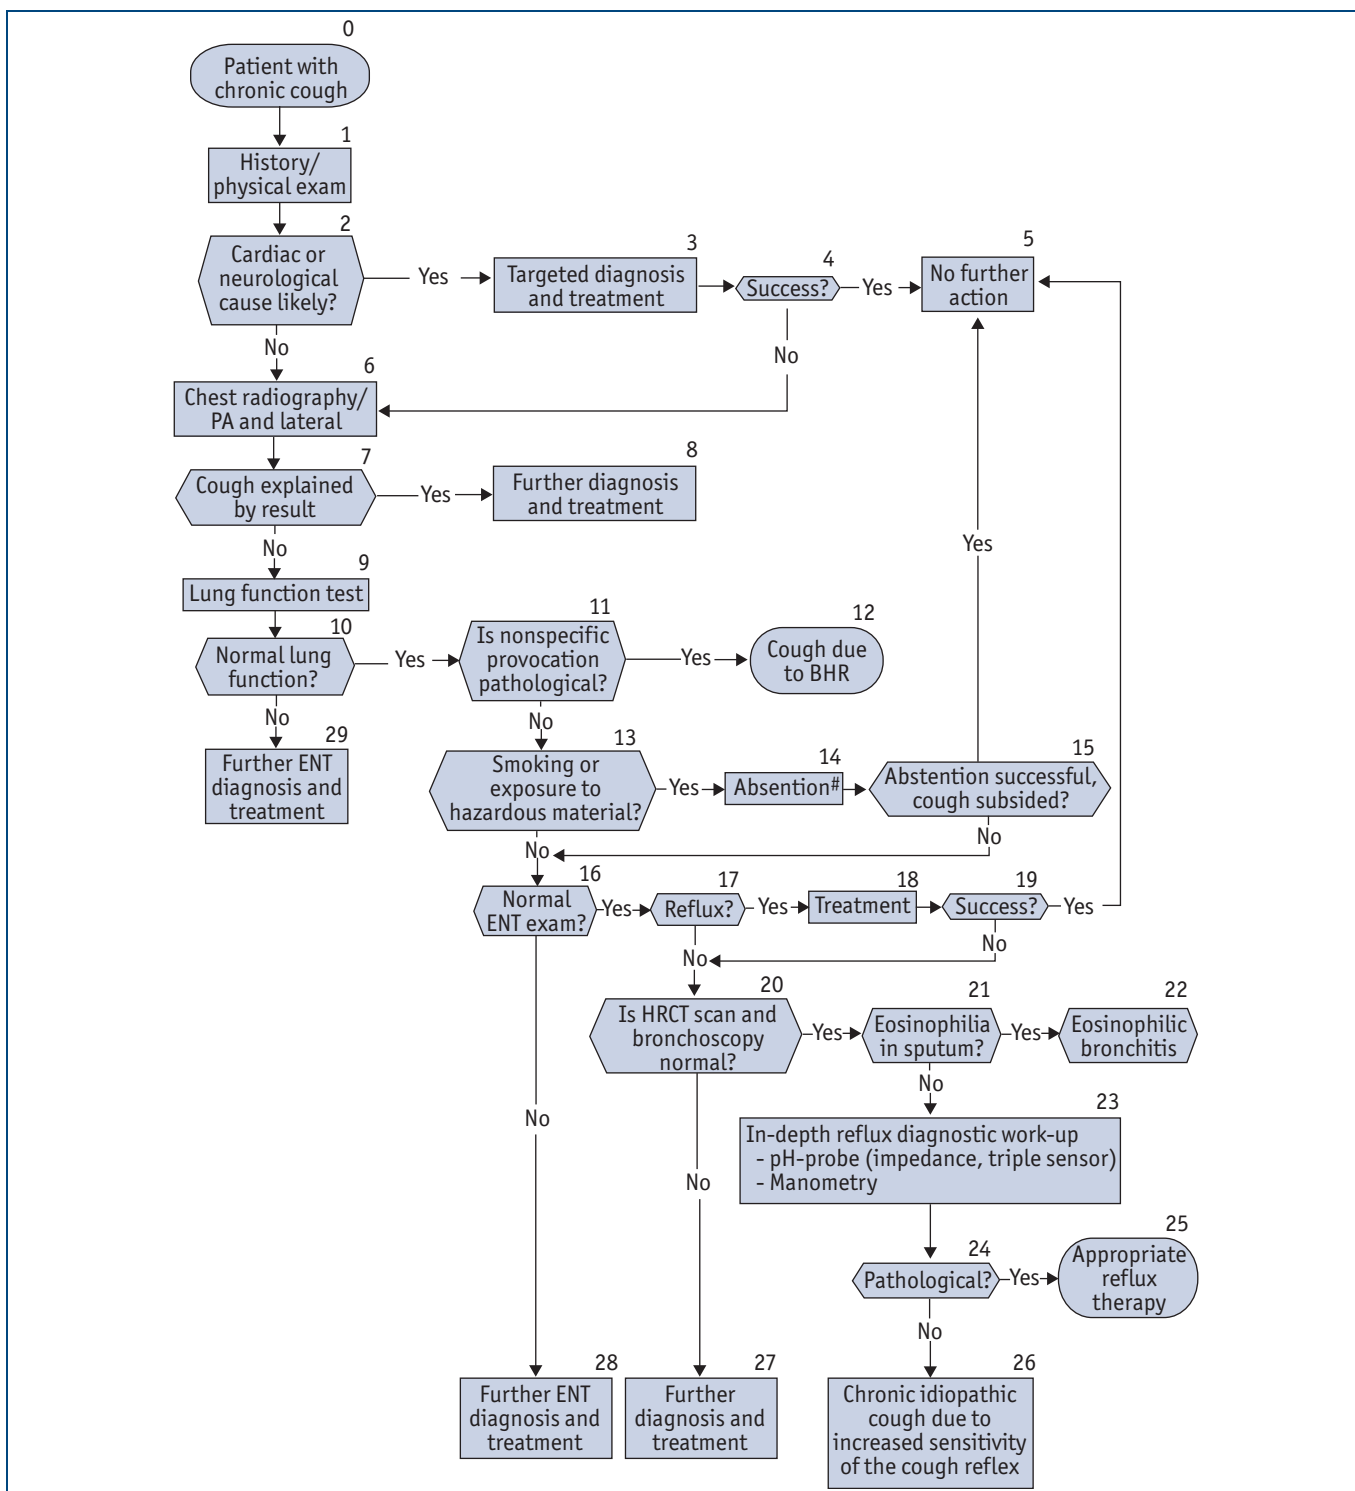 0
Patient with
chronic cough
1
History/
physical exam
2
Cardiac or
neurological
cause likely?
Yes
3
Targeted diagnosis
and treatment
4
Success?
Yes
5
No further
action
No
No
6
Chest radiography/
PA and lateral
7
Cough explained
by result
Yes
8
Further diagnosis
and treatment
No
Yes
9
Lung function test
10
Normal lung
function?
Yes
11
Is nonspecific
provocation
pathological?
Yes
12
Cough due
to BHR
No
29
Further ENT
diagnosis and
treatment
No
13
Smoking or
exposure to
hazardous material?
Yes
14
Absention#
15
Abstention successful,
cough subsided?
No
No
16
Normal
ENT exam?
Yes
17
Reflux?
Yes
18
Treatment
19
Success?
Yes
No
No
20
Is HRCT scan and
bronchoscopy
normal?
Yes
21
Eosinophilia
in sputum?
Yes
22
Eosinophilic
bronchitis
No
No
23
In-depth reflux diagnostic work-up
- pH-probe (impedance, triple sensor)
- Manometry
No
24
Pathological?
Yes
25
Appropriate
reflux
therapy
No
28
Further ENT
diagnosis and
treatment
27
Further
diagnosis and
treatment
26
Chronic idiopathic
cough due to
increased sensitivity
of the cough reflex